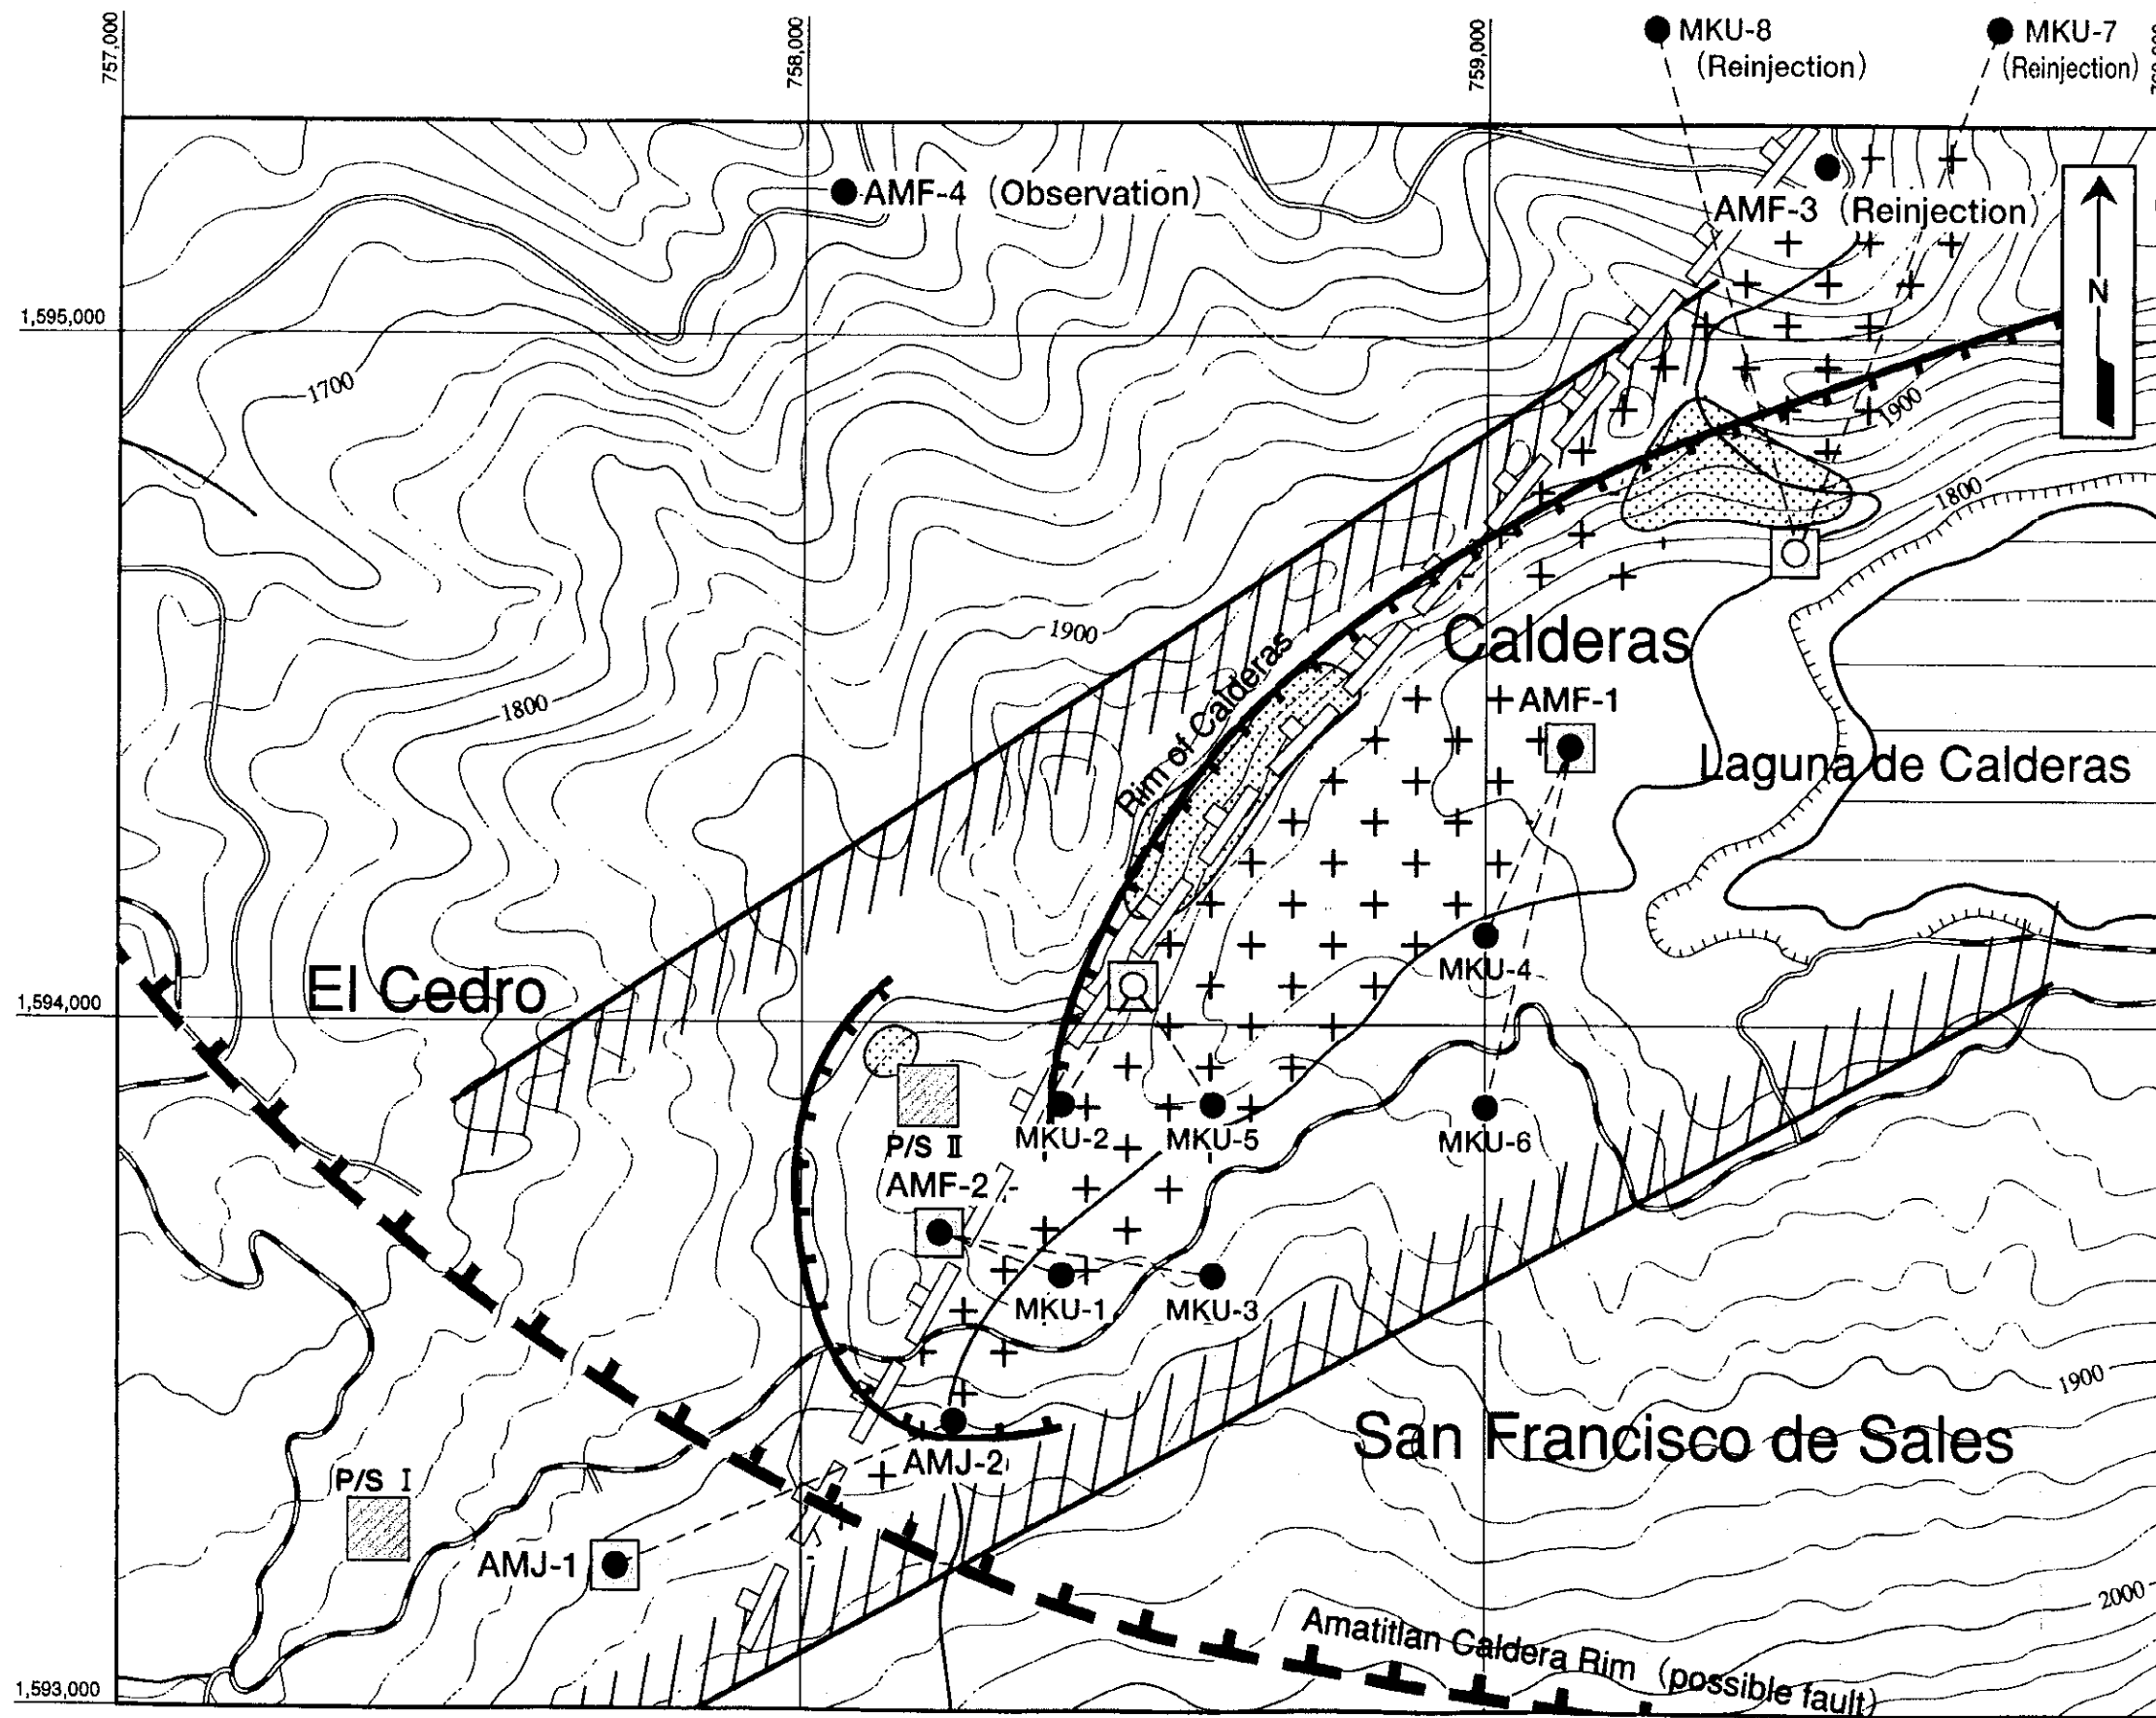 757,000
758,000
759,000
MKU-8
(Reinjection)
MKU-7
(Reinjection)
AMF-4 (Observation)
AMF-3 (Reinjection)
N
1,595,000
1700
1900
1800
Calderas
1900
Rim of Calderas
AMF-1
1800
Laguna de Calderas
MKU-4
El Cedro
1,594,000
MKU-2
MKU-5
MKU-6
P/S II
AMF-2
MKU-1
MKU-3
1900
San Francisco de Sales
AMJ-2
P/S I
AMJ-1
2000
Amatitlan Caldera Rim (possible fault)
1,593,000